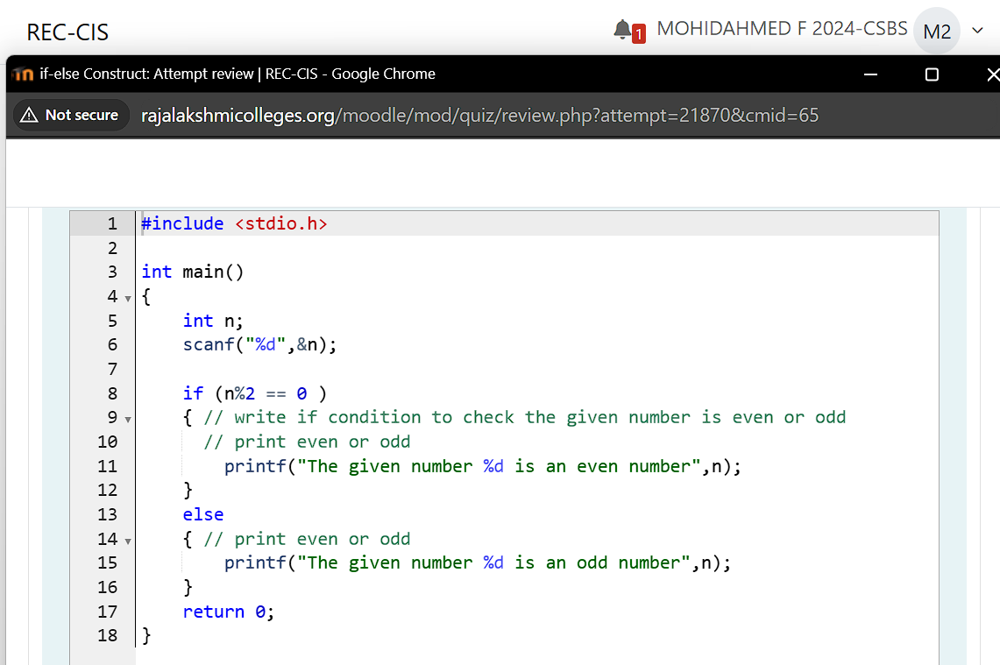 REC-CIS
1 MOHIDAHMED F 2024-CSBS M2
if-else Construct: Attempt review | REC-CIS - Google Chrome
Not secure rajalakshmicolleges.org/moodle/mod/quiz/review.php?attempt=21870&cmid=65
1 #include <stdio.h>
2
3 int main()
4 {
5 int n;
6 scanf("%d",&n);
7
8 if (n%2 == 0 )
9 { // write if condition to check the given number is even or odd
10 // print even or odd
11 printf("The given number %d is an even number",n);
12 }
13 else
14 { // print even or odd
15 printf("The given number %d is an odd number",n);
16 }
17 return 0;
18 }